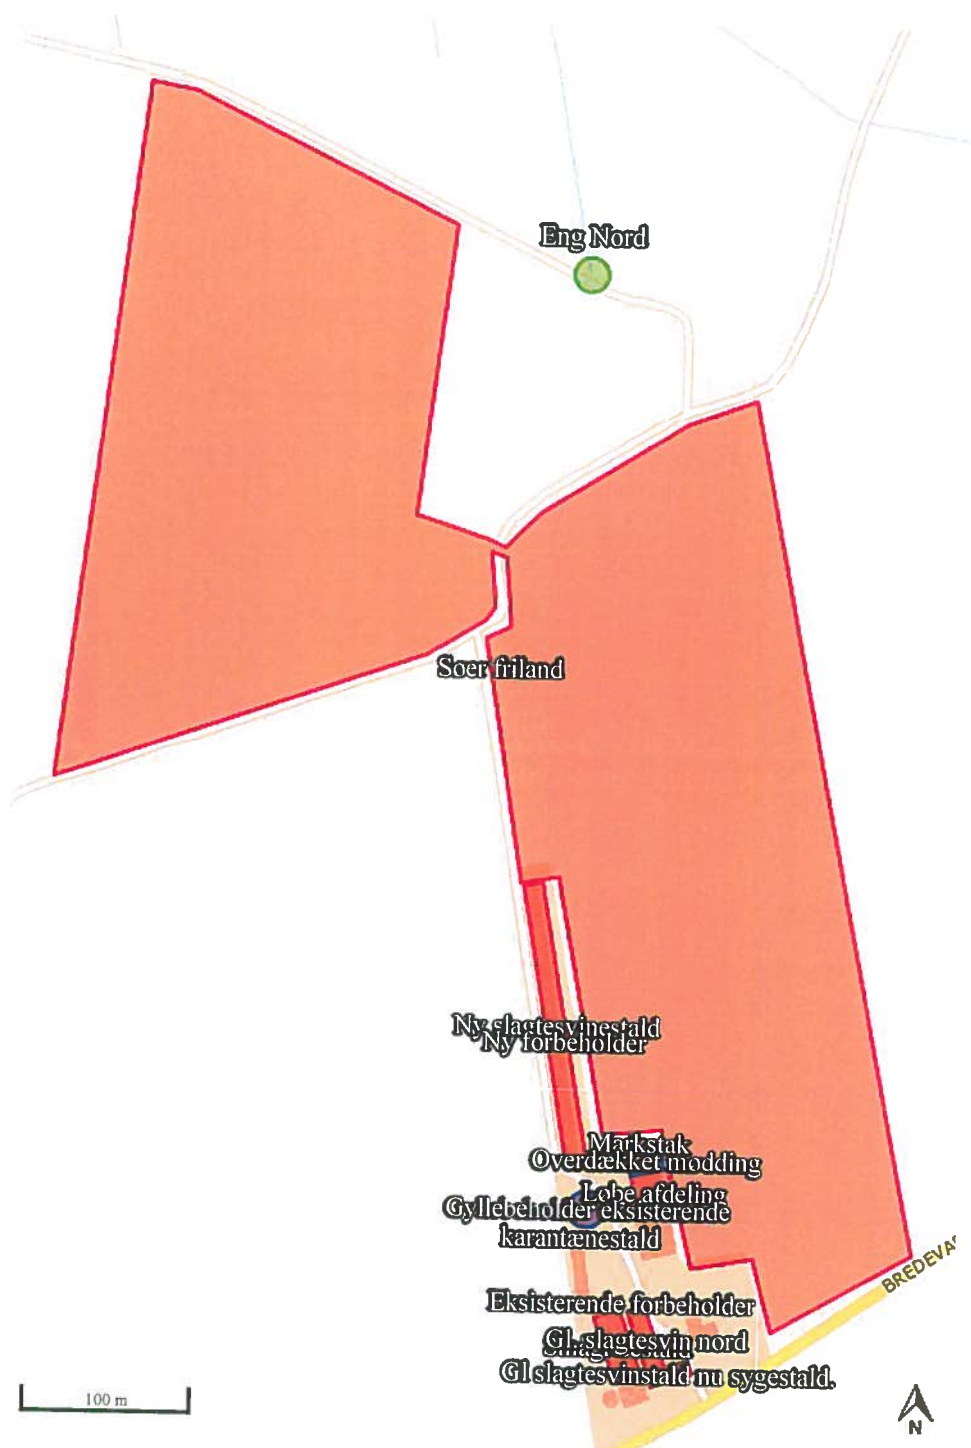 Eng Nord
Søer friland
Ny slagtesvinestald
Ny forbeholder
Markstak
Overdækket mødding
Løbe afdeling
Gyllebeholder eksisterende
karantænestald
Eksisterende forbeholder
Gl. slagtesvin nord
Gl slagtesvinstald nu sygestald.
BREDEVA
100 m
N